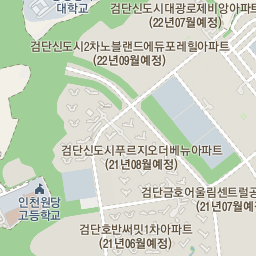 대학교
검단신도시대광로제비앙아파트
(22년07월예정)
검단신도시2차노블랜드에듀포레힐아파트
(22년09월예정)
검단신도시푸르지오더베뉴아파트
(21년08월예정)
검단금호어울림센트럴공
(21년07월예정)
인천원당
고등학교
검단호반써밋1차아파트
(21년06월예정)